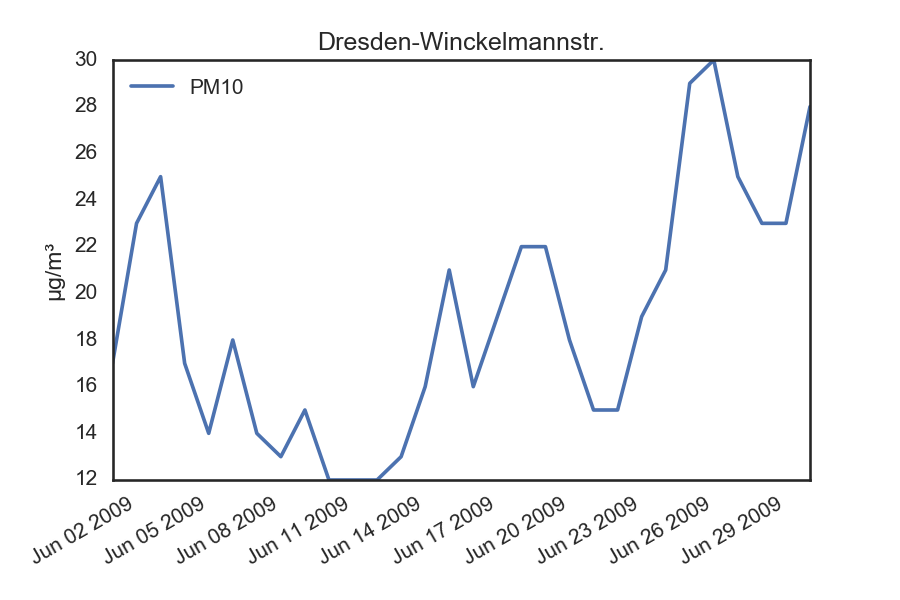 Dresden-Winckelmannstr.
PM10
µg/m³
30
28
26
24
22
20
18
16
14
12
Jun 02 2009
Jun 05 2009
Jun 08 2009
Jun 11 2009
Jun 14 2009
Jun 17 2009
Jun 20 2009
Jun 23 2009
Jun 26 2009
Jun 29 2009